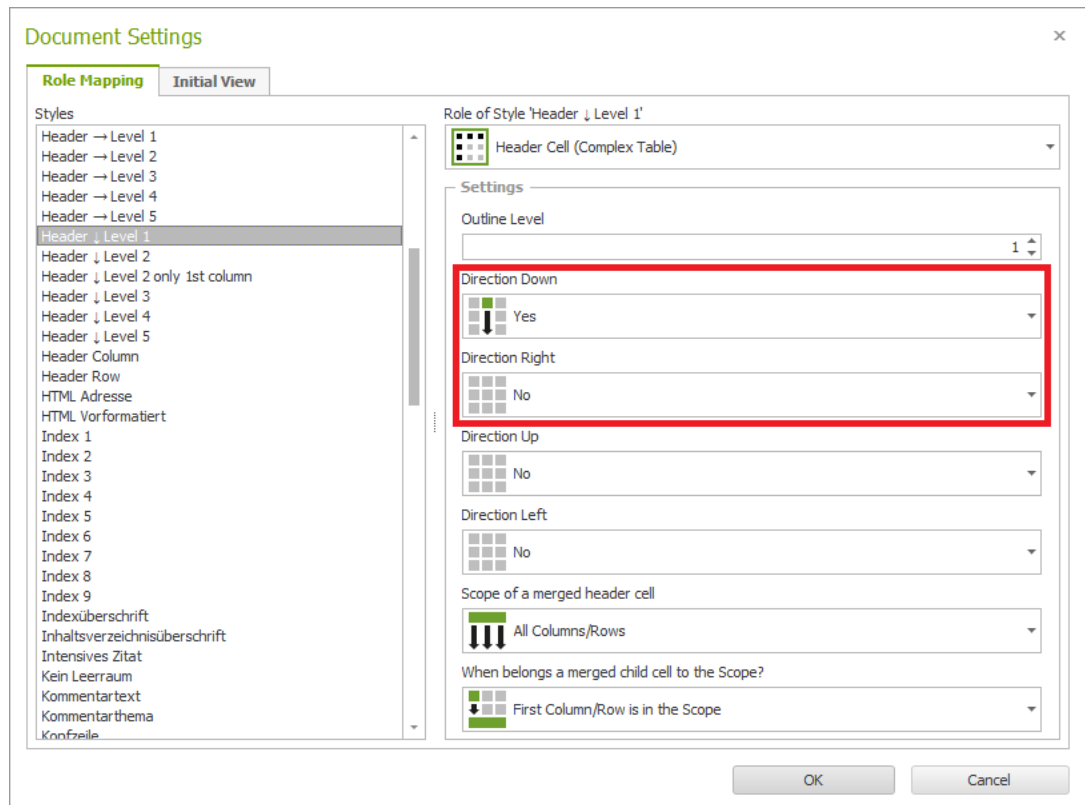 Document Settings
Role Mapping
Initial View
Styles
Header → Level 1
Header → Level 2
Header → Level 3
Header → Level 4
Header → Level 5
Header ↓ Level 1
Header ↓ Level 2
Header ↓ Level 2 only 1st column
Header ↓ Level 3
Header ↓ Level 4
Header ↓ Level 5
Header Column
Header Row
HTML Adresse
HTML Vorformatiert
Index 1
Index 2
Index 3
Index 4
Index 5
Index 6
Index 7
Index 8
Index 9
Indexüberschrift
Inhaltsverzeichnisüberschrift
Intensives Zitat
Kein Leerraum
Kommentartext
Kommentarthema
Kopfzeile
Role of Style 'Header ↓ Level 1'
Header Cell (Complex Table)
Settings
Outline Level
1
Direction Down
Yes
Direction Right
No
Direction Up
No
Direction Left
No
Scope of a merged header cell
All Columns/Rows
When belongs a merged child cell to the Scope?
First Column/Row is in the Scope
OK
Cancel